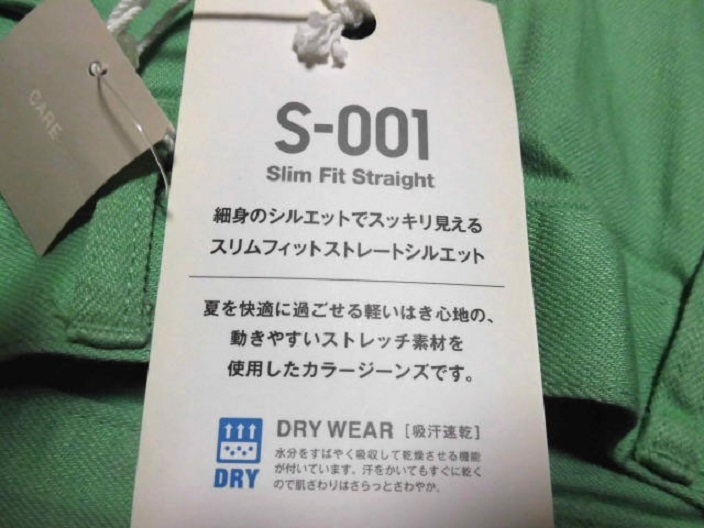 CARE
S-001
Slim Fit Straight
細身のシルエットでスッキリ見える
スリムフィットストレートシルエット
夏を快適に過ごせる軽いはき心地の、
動きやすいストレッチ素材を
使用したカラージーンズです。
DRY WEAR [吸汗速乾]
水分をすばやく吸収して乾燥させる機能
が付いています。汗をかいてもすぐに乾く
ので肌ざわりはさらっとさわやか。
DRY